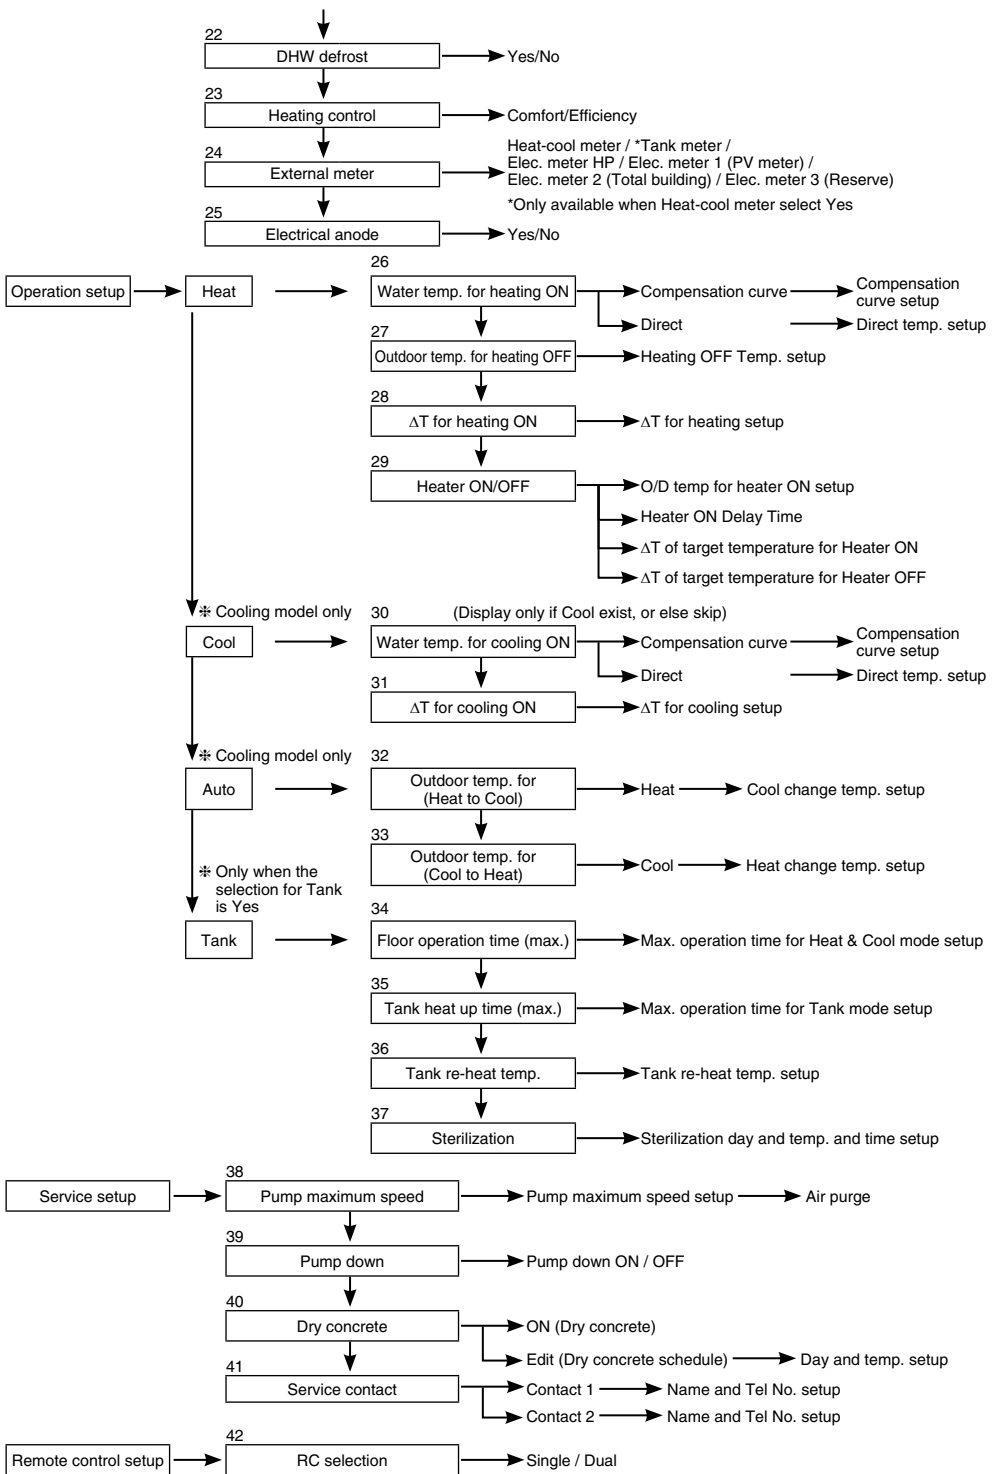 22
DHW defrost
Yes/No
23
Heating control
Comfort/Efficiency
24
External meter
Heat-cool meter / *Tank meter /
Elec. meter HP / Elec. meter 1 (PV meter) /
Elec. meter 2 (Total building) / Elec. meter 3 (Reserve)
*Only available when Heat-cool meter select Yes
25
Electrical anode
Yes/No
Operation setup
Heat
26
Water temp. for heating ON
Compensation curve
Compensation
curve setup
Direct
Direct temp. setup
27
Outdoor temp. for heating OFF
Heating OFF Temp. setup
28
ΔT for heating ON
ΔT for heating setup
29
Heater ON/OFF
O/D temp for heater ON setup
Heater ON Delay Time
ΔT of target temperature for Heater ON
ΔT of target temperature for Heater OFF
❈ Cooling model only
Cool
30
(Display only if Cool exist, or else skip)
Water temp. for cooling ON
Compensation curve
Compensation
curve setup
Direct
Direct temp. setup
31
ΔT for cooling ON
ΔT for cooling setup
❈ Cooling model only
Auto
32
Outdoor temp. for
(Heat to Cool)
Heat
Cool change temp. setup
33
Outdoor temp. for
(Cool to Heat)
Cool
Heat change temp. setup
❈ Only when the
selection for Tank
is Yes
Tank
34
Floor operation time (max.)
Max. operation time for Heat & Cool mode setup
35
Tank heat up time (max.)
Max. operation time for Tank mode setup
36
Tank re-heat temp.
Tank re-heat temp. setup
37
Sterilization
Sterilization day and temp. and time setup
Service setup
38
Pump maximum speed
Pump maximum speed setup
Air purge
39
Pump down
Pump down ON / OFF
40
Dry concrete
ON (Dry concrete)
Edit (Dry concrete schedule)
Day and temp. setup
41
Service contact
Contact 1
Name and Tel No. setup
Contact 2
Name and Tel No. setup
Remote control setup
42
RC selection
Single / Dual